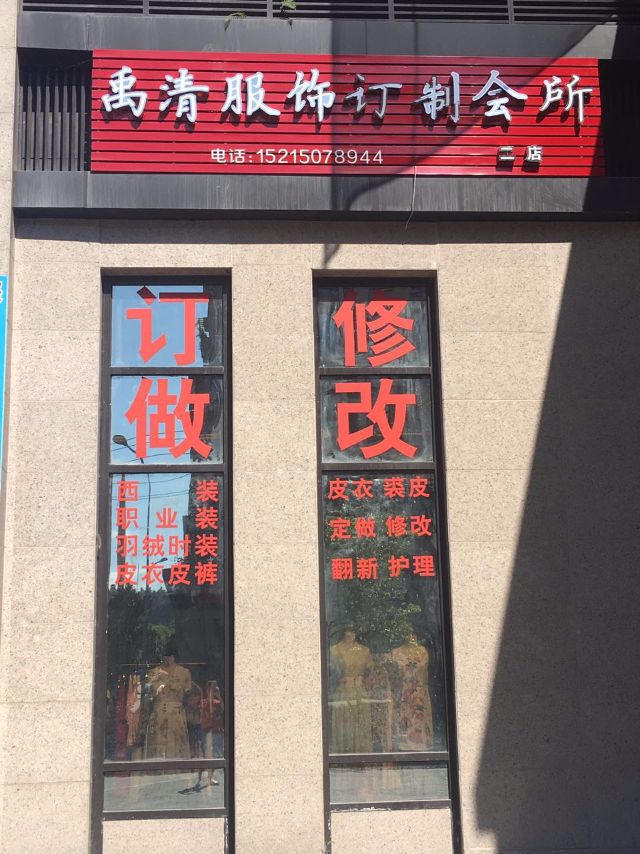 禹清服饰订制会所
电话:15215078944 二店
订做
西 装
职 业 装
羽绒时装
皮衣皮裤
修改
皮衣 裘皮
定做 修改
翻新 护理